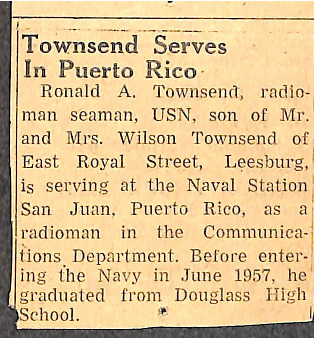 Townsend Serves
In Puerto Rico
Ronald A. Townsend, radio-
man seaman, USN, son of Mr.
and Mrs. Wilson Townsend of
East Royal Street, Leesburg,
is serving at the Naval Station
San Juan, Puerto Rico, as a
radioman in the Communica-
tions Department. Before enter-
ing the Navy in June 1957, he
graduated from Douglass High
School.